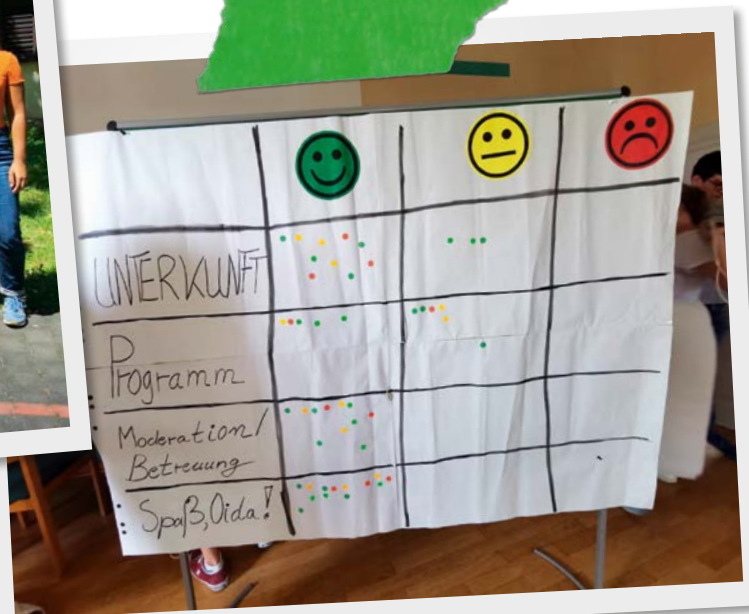 UNTERKUNFT
Programm
Moderation/
Betreuung
Spaß, Oida!